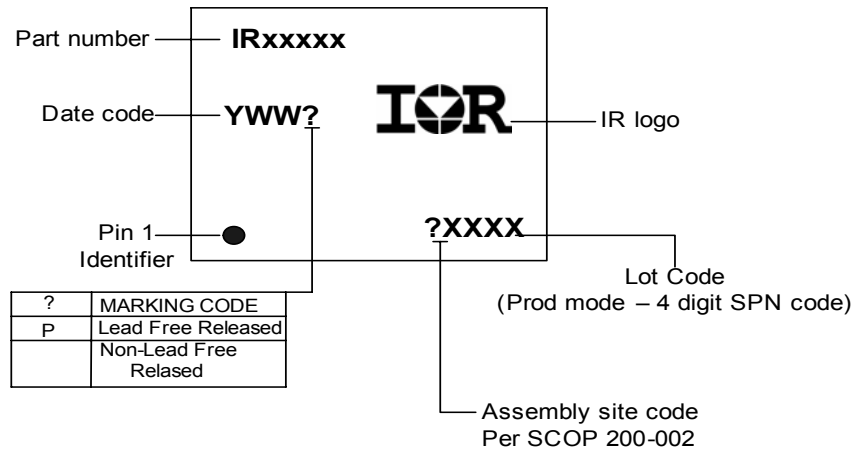 Part number
IRxxxxx
Date code
YWW?
IOR
IR logo
Pin 1
Identifier
?XXXX
Lot Code
(Prod mode – 4 digit SPN code)
? MARKING CODE
P Lead Free Released
Non-Lead Free
Relased
Assembly site code
Per SCOP 200-002